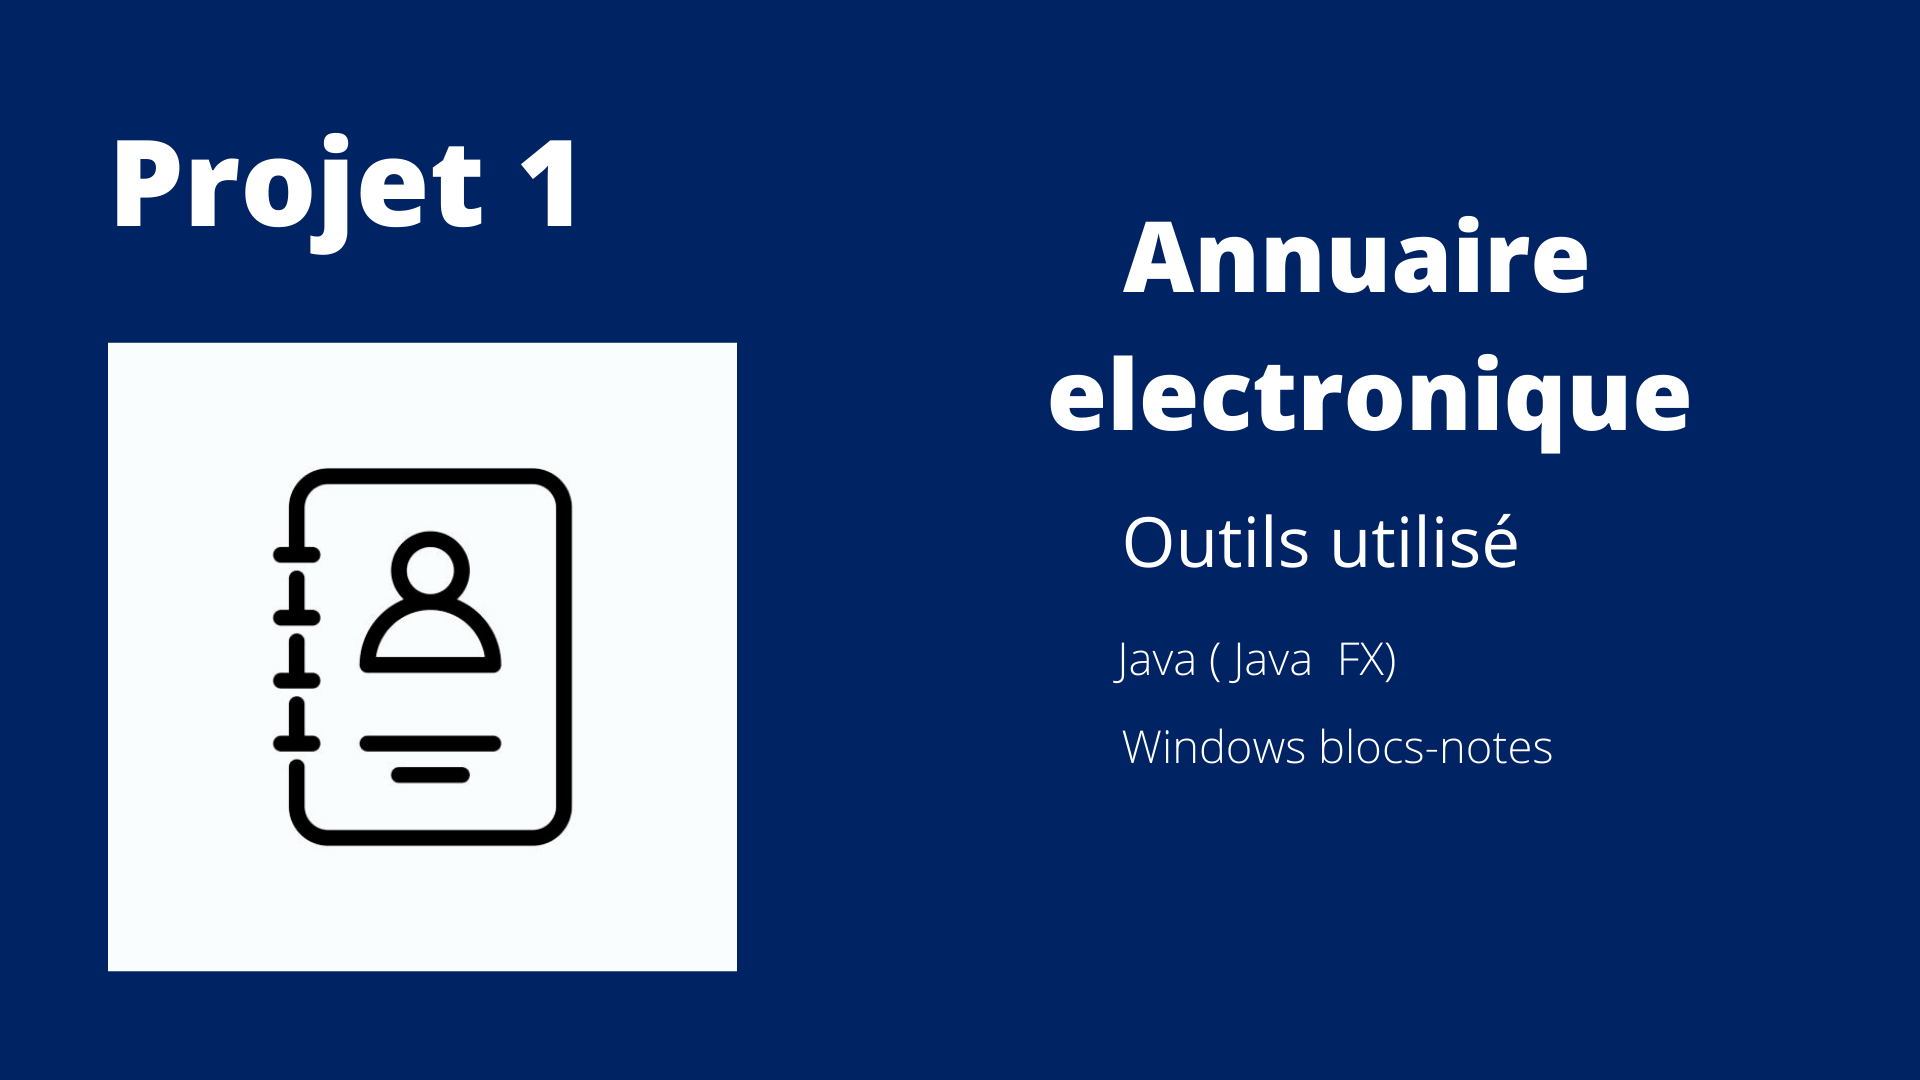 Projet 1
Annuaire
electronique
Outils utilisé
Java ( Java  FX)
Windows blocs-notes